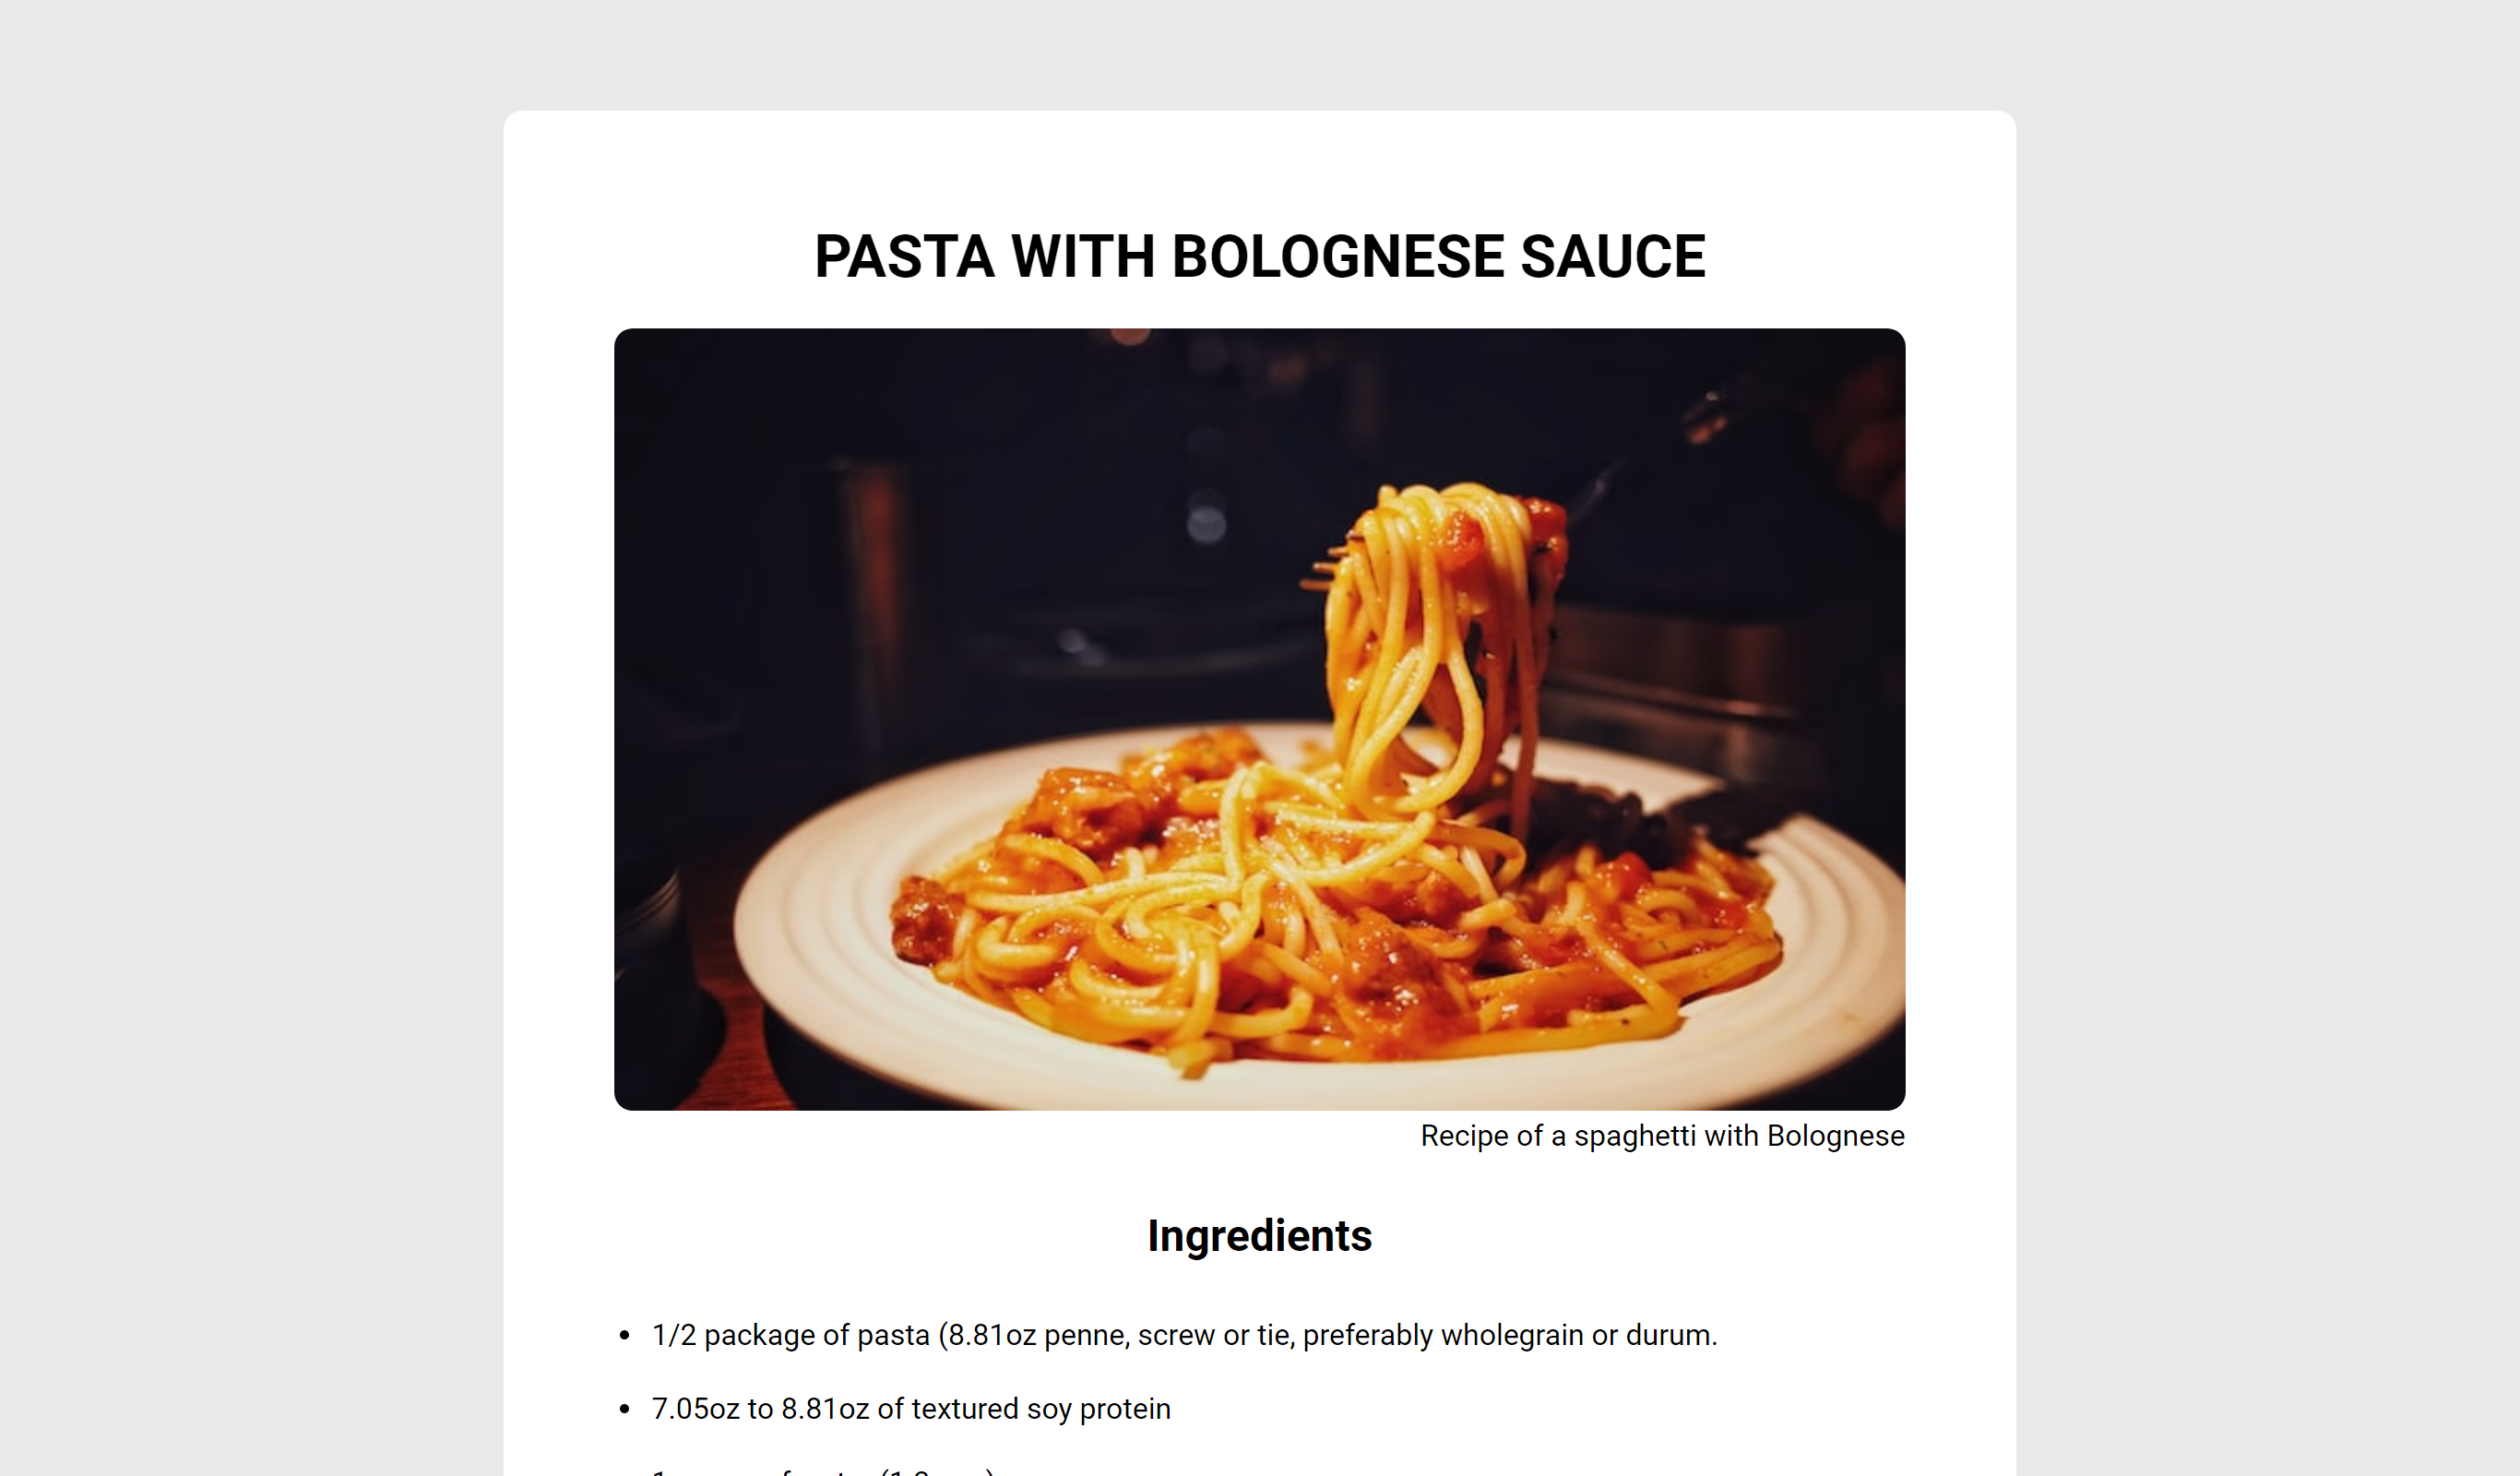 PASTA WITH BOLOGNESE SAUCE
Recipe of a spaghetti with Bolognese
Ingredients
• 1/2 package of pasta (8.81oz penne, screw or tie, preferably wholegrain or durum.
• 7.05oz to 8.81oz of textured soy protein